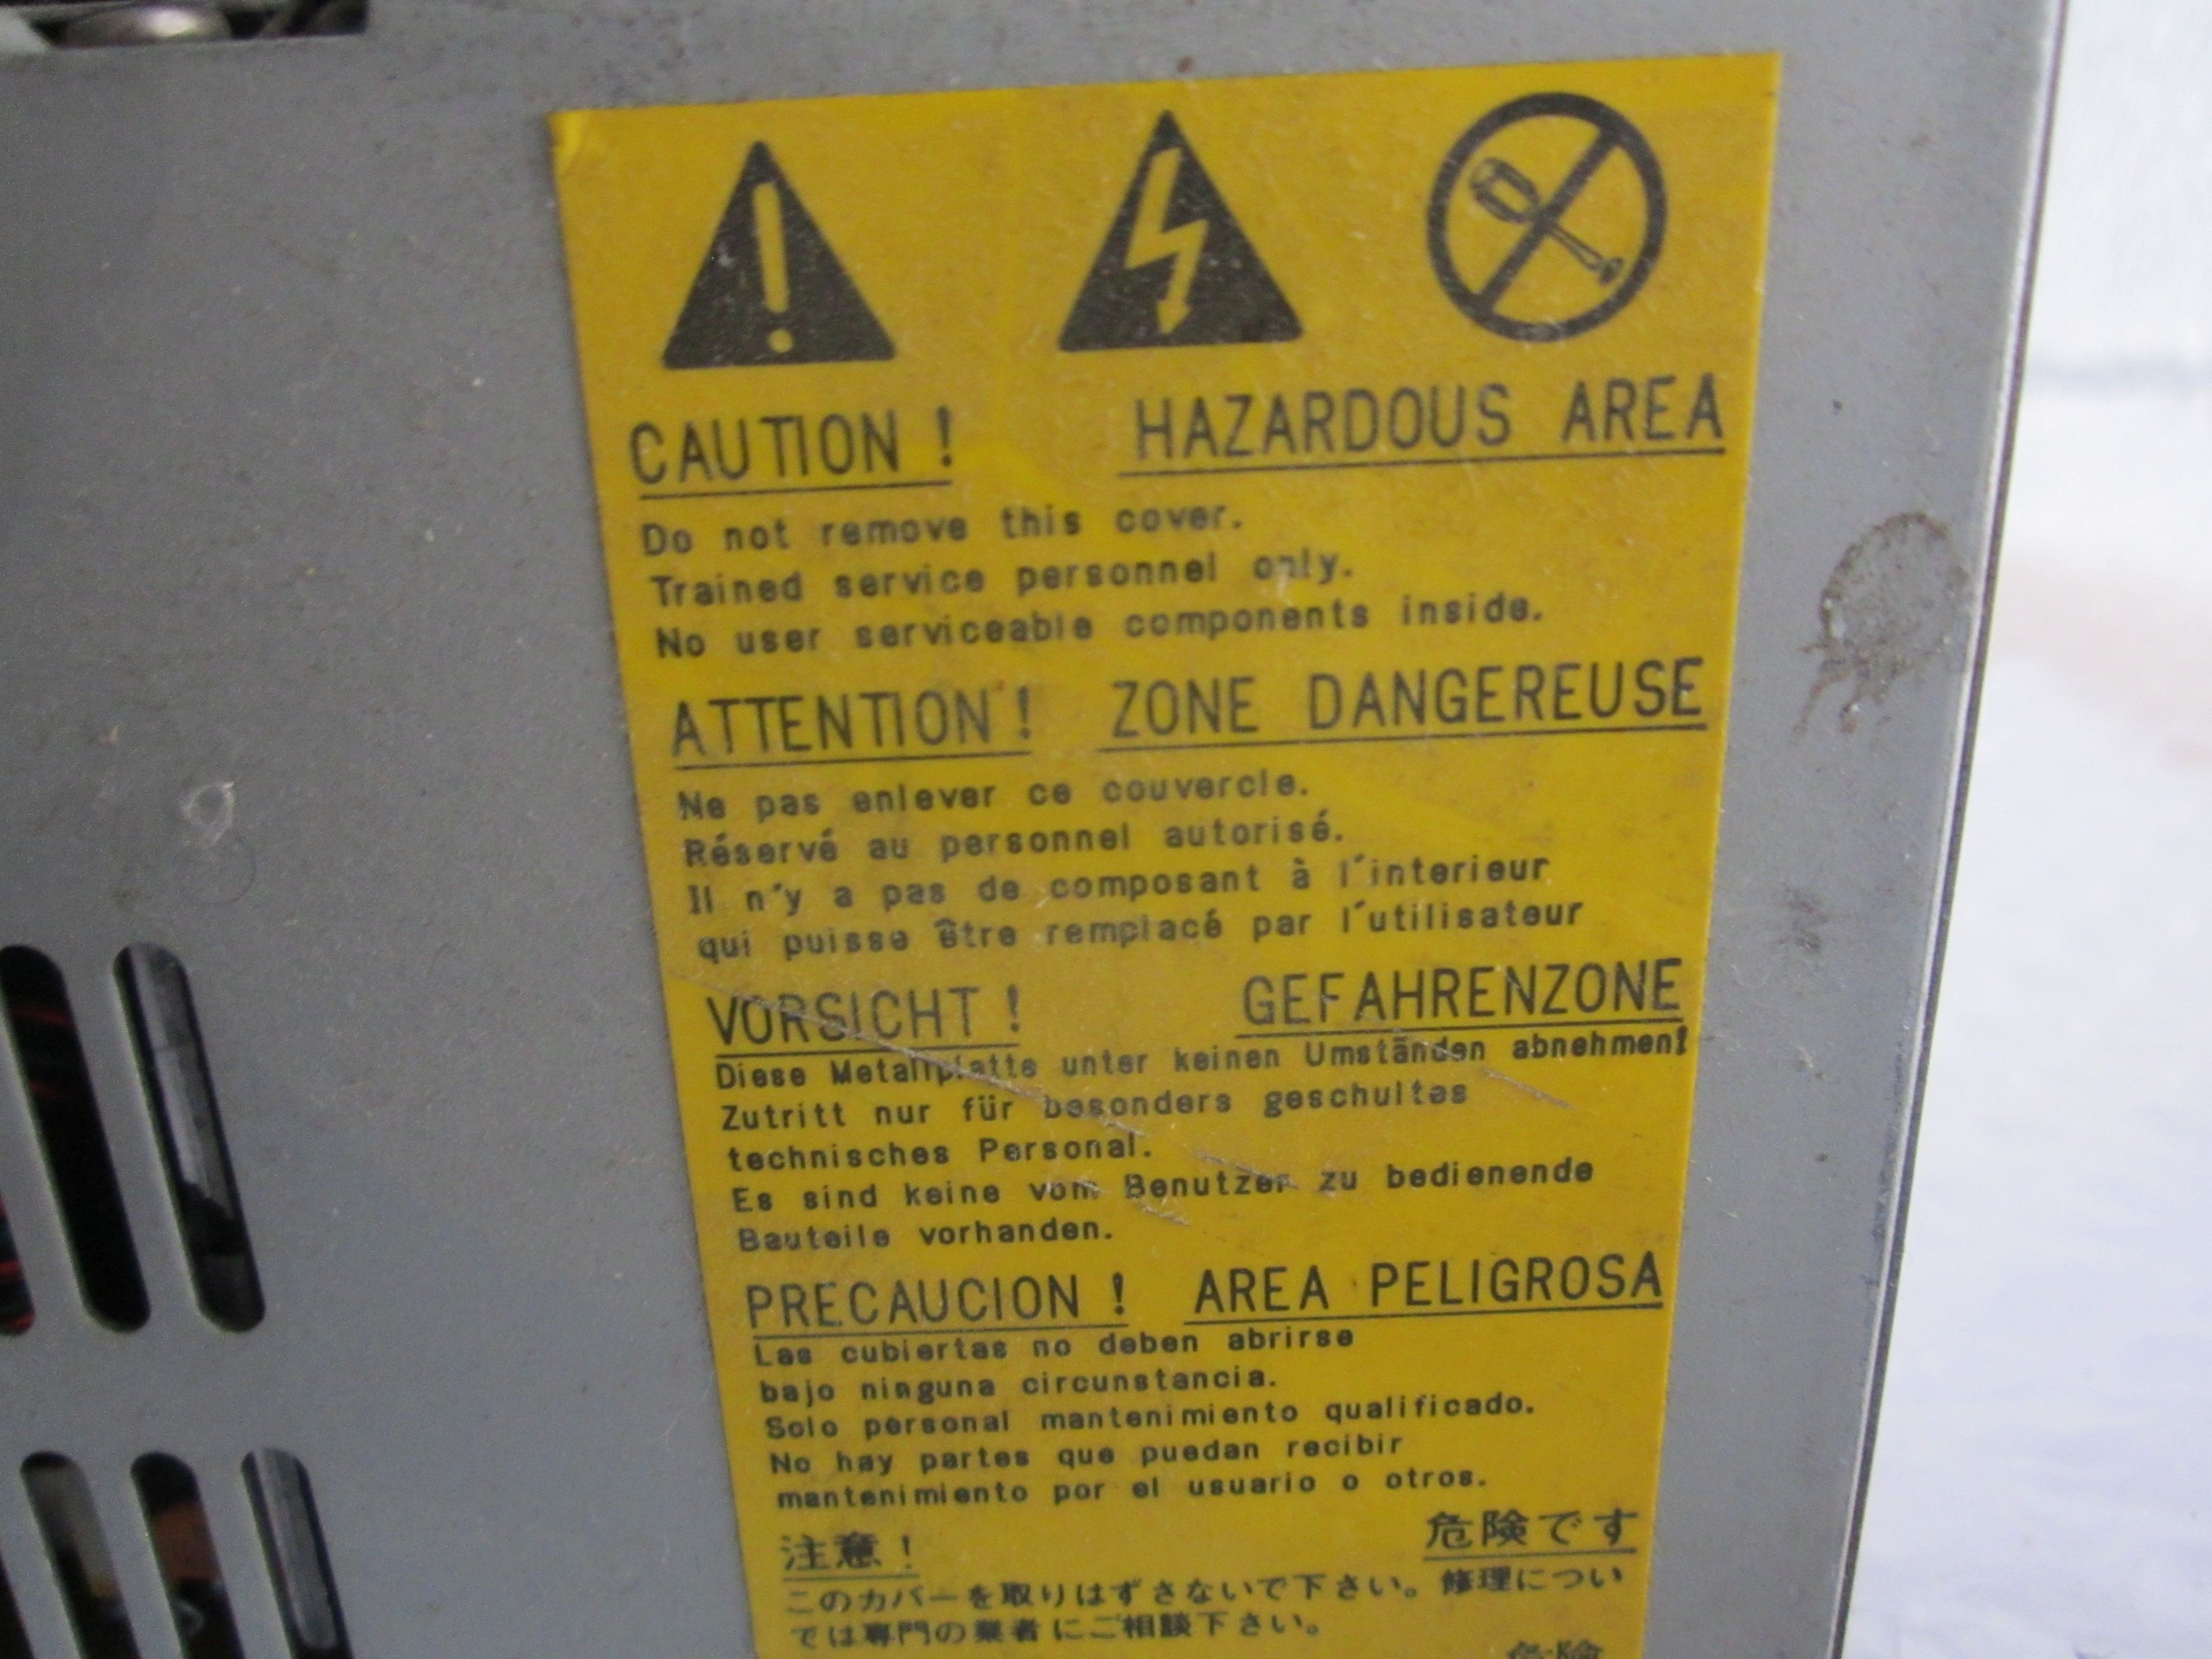 CAUTION ! HAZARDOUS AREA
Do not remove this cover.
Trained service personnel only.
No user serviceable components inside.
ATTENTION ! ZONE DANGEREUSE
Ne pas enlever ce couvercle.
Réservé au personnel autorisé.
Il n'y a pas de composant à l'interieur
qui puisse être remplacé par l'utilisateur
VORSICHT ! GEFAHRENZONE
Diese Metallplatte unter keinen Umständen abnehmen!
Zutritt nur für besonders geschultes
technisches Personal.
Es sind keine vom Benutzer zu bedienende
Bauteile vorhanden.
PRECAUCION ! AREA PELIGROSA
Las cubiertas no deben abrirse
bajo ninguna circunstancia.
Solo personal mantenimiento qualificado.
No hay partes que puedan recibir
mantenimiento por el usuario o otros.
注意! 危険です
このカバーを取りはずさないで下さい。修理につい
ては専門の業者にご相談下さい。